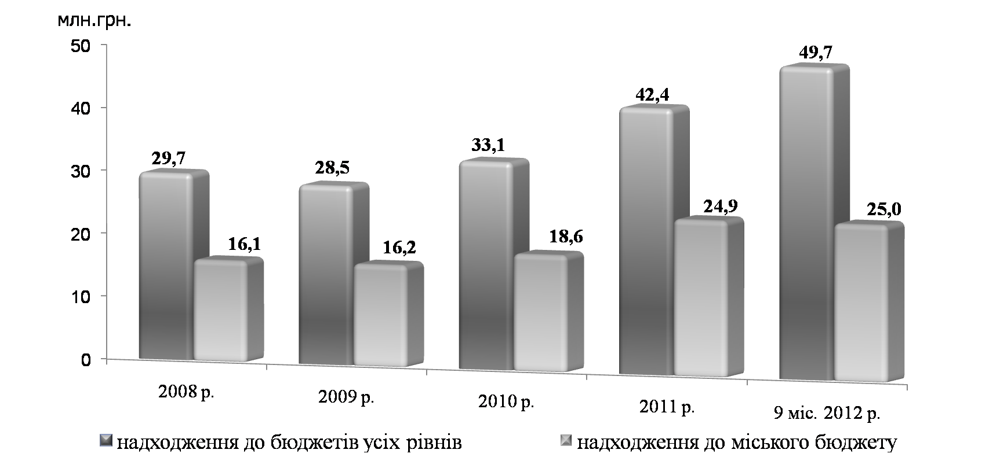 млн.грн.
50
40
30
20
10
0
29,7
16,1
28,5
16,2
33,1
18,6
42,4
24,9
49,7
25,0
2008 р.
2009 р.
2010 р.
2011 р.
9 міс. 2012 р.
надходження до бюджетів усіх рівнів
надходження до міського бюджету